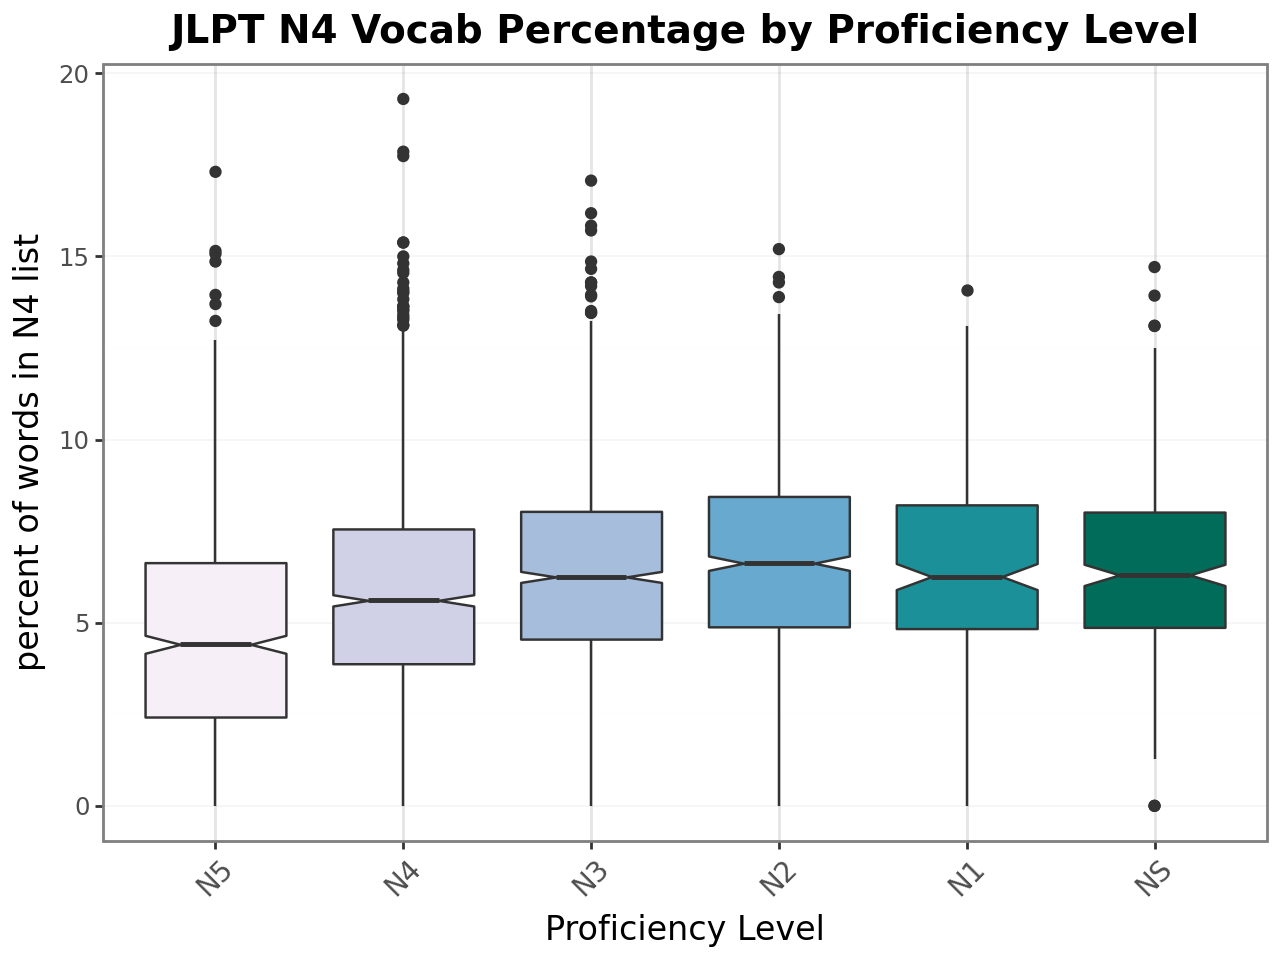 JLPT N4 Vocab Percentage by Proficiency Level
percent of words in N4 list
20
15
10
5
0
N5
N4
N3
N2
N1
NS
Proficiency Level